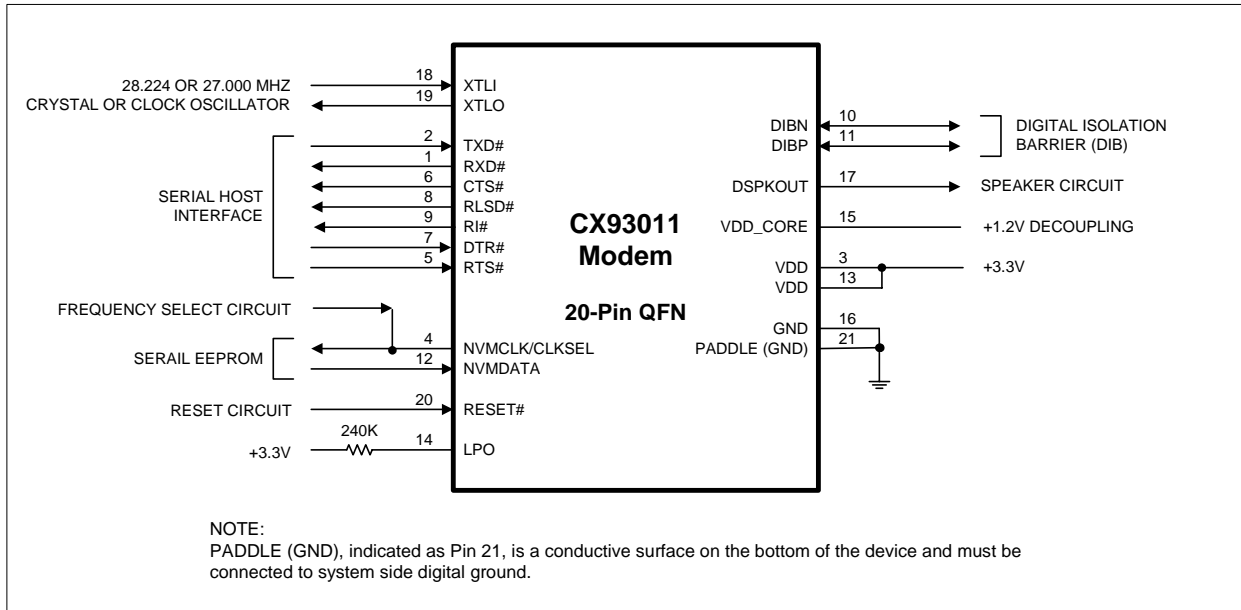 28.224 OR 27.000 MHZ
CRYSTAL OR CLOCK OSCILLATOR
18
XTLI
19
XTLO
SERIAL HOST
INTERFACE
2
TXD#
1
RXD#
6
CTS#
8
RLSD#
9
RI#
7
DTR#
5
RTS#
FREQUENCY SELECT CIRCUIT
SERAIL EEPROM
4
NVMCLK/CLKSEL
12
NVMDATA
RESET CIRCUIT
20
RESET#
+3.3V
240K
14
LPO
CX93011
Modem
20-Pin QFN
DIBN
10
DIBP
11
DIGITAL ISOLATION
BARRIER (DIB)
DSPKOUT
17
SPEAKER CIRCUIT
VDD_CORE
15
+1.2V DECOUPLING
VDD
3
+3.3V
VDD
13
GND
16
PADDLE (GND)
21
NOTE:
PADDLE (GND), indicated as Pin 21, is a conductive surface on the bottom of the device and must be
connected to system side digital ground.